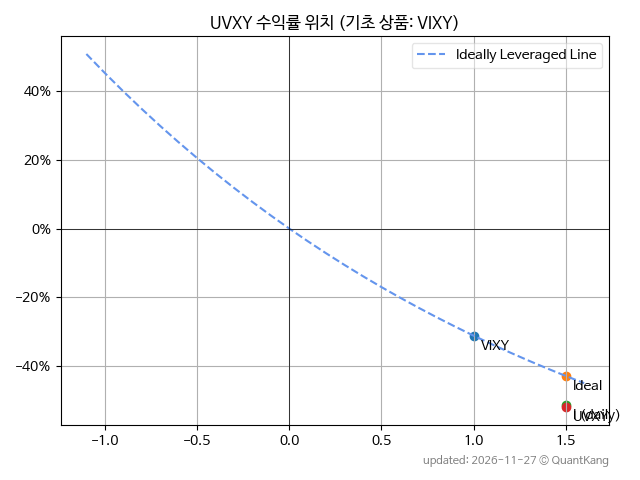 UVXY 수익률 위치 (기초 상품: VIXY)
Ideally Leveraged Line
40%
20%
0%
−20%
−40%
VIXY
Ideal
UVXY
−1.0
−0.5
0.0
0.5
1.0
1.5
updated: 2026-11-27 © QuantKang